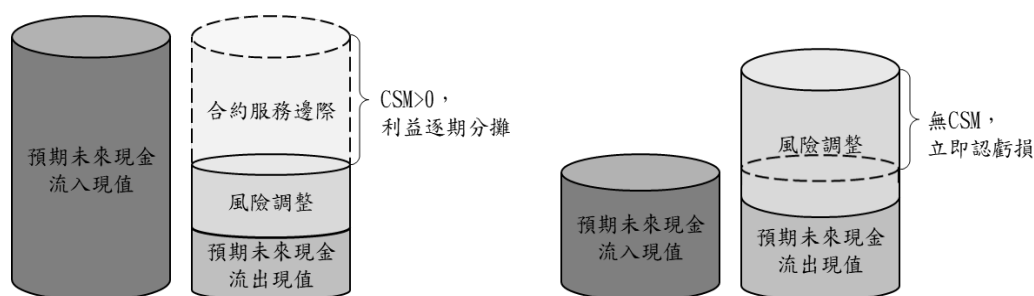 預期未來現金
流入現值
合約服務邊際
風險調整
預期未來現金
流出現值
CSM>0，
利益逐期分攤
預期未來現金
流入現值
風險調整
預期未來現金
流出現值
無CSM，
立即認虧損